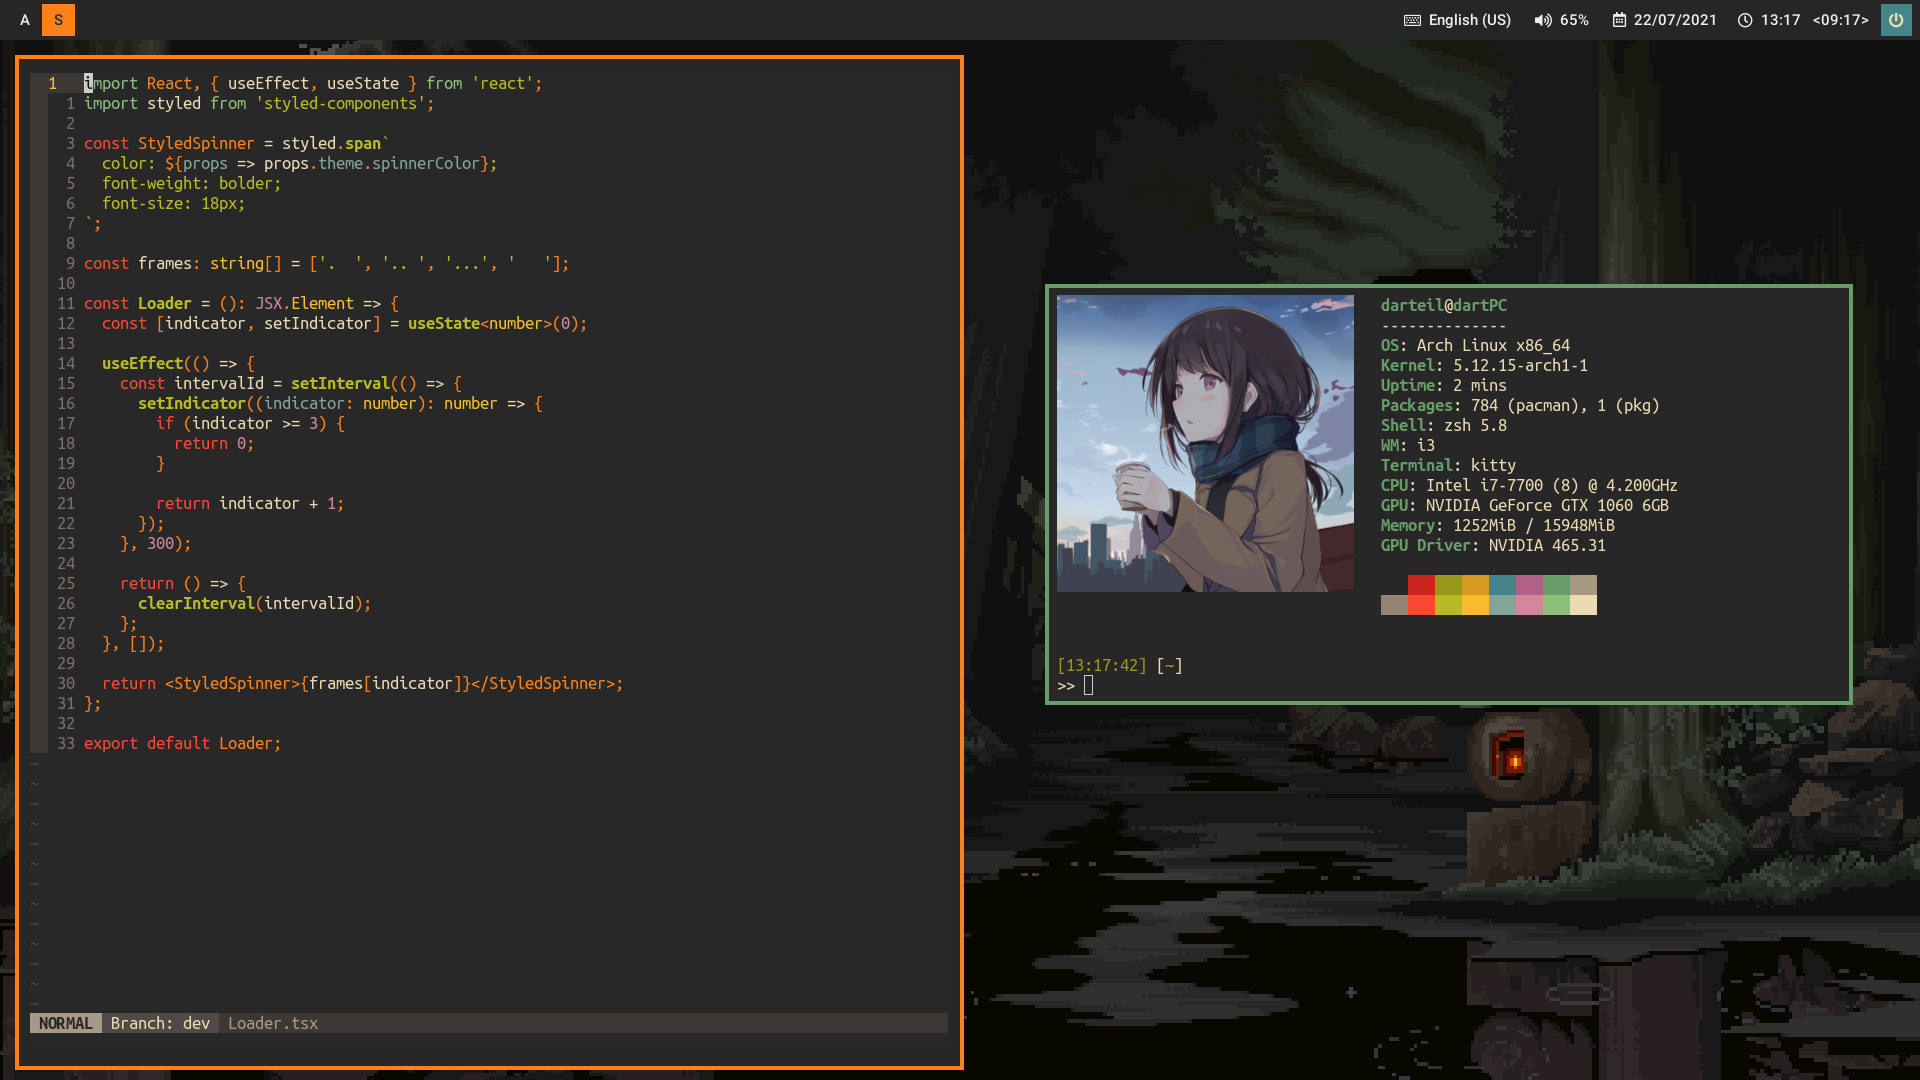 A S English (US) 65% 22/07/2021 13:17 <09:17>
1 import React, { useEffect, useState } from 'react';
1 import styled from 'styled-components';
2
3 const StyledSpinner = styled.span`
4   color: ${props => props.theme.spinnerColor};
5   font-weight: bolder;
6   font-size: 18px;
7 `;
8
9 const frames: string[] = ['.  ', '.. ', '...', '   '];
10
11 const Loader = (): JSX.Element => {
12   const [indicator, setIndicator] = useState<number>(0);
13
14   useEffect(() => {
15     const intervalId = setInterval(() => {
16       setIndicator((indicator: number): number => {
17         if (indicator >= 3) {
18           return 0;
19         }
20
21         return indicator + 1;
22       });
23     }, 300);
24
25     return () => {
26       clearInterval(intervalId);
27     };
28   }, []);
29
30   return <StyledSpinner>{frames[indicator]}</StyledSpinner>;
31 };
32
33 export default Loader;
~
~
~
~
~
~
~
~
~
~
~
~
~
NORMAL Branch: dev Loader.tsx
darteil@dartPC
--------------
OS: Arch Linux x86_64
Kernel: 5.12.15-arch1-1
Uptime: 2 mins
Packages: 784 (pacman), 1 (pkg)
Shell: zsh 5.8
WM: i3
Terminal: kitty
CPU: Intel i7-7700 (8) @ 4.200GHz
GPU: NVIDIA GeForce GTX 1060 6GB
Memory: 1252MiB / 15948MiB
GPU Driver: NVIDIA 465.31
[13:17:42] [~]
>>